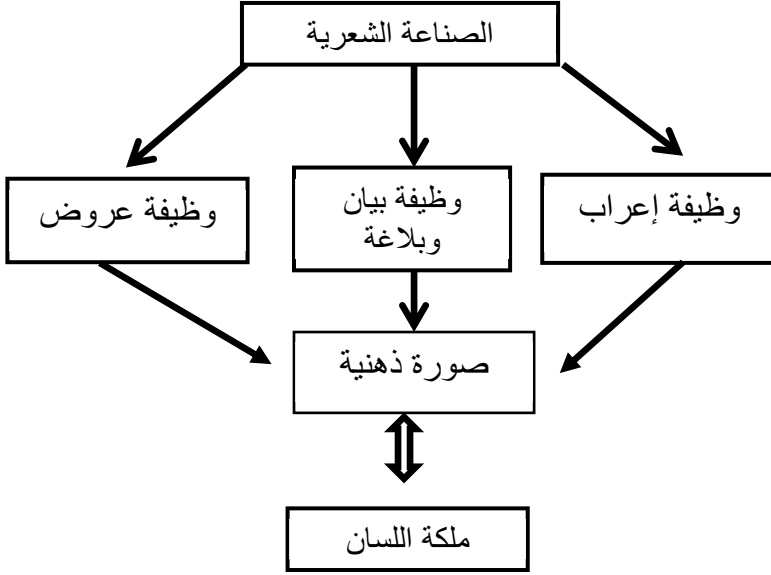 الصناعة الشعرية
وظيفة إعراب
وظيفة بيان
وبلاغة
وظيفة عروض
صورة ذهنية
ملكة اللسان